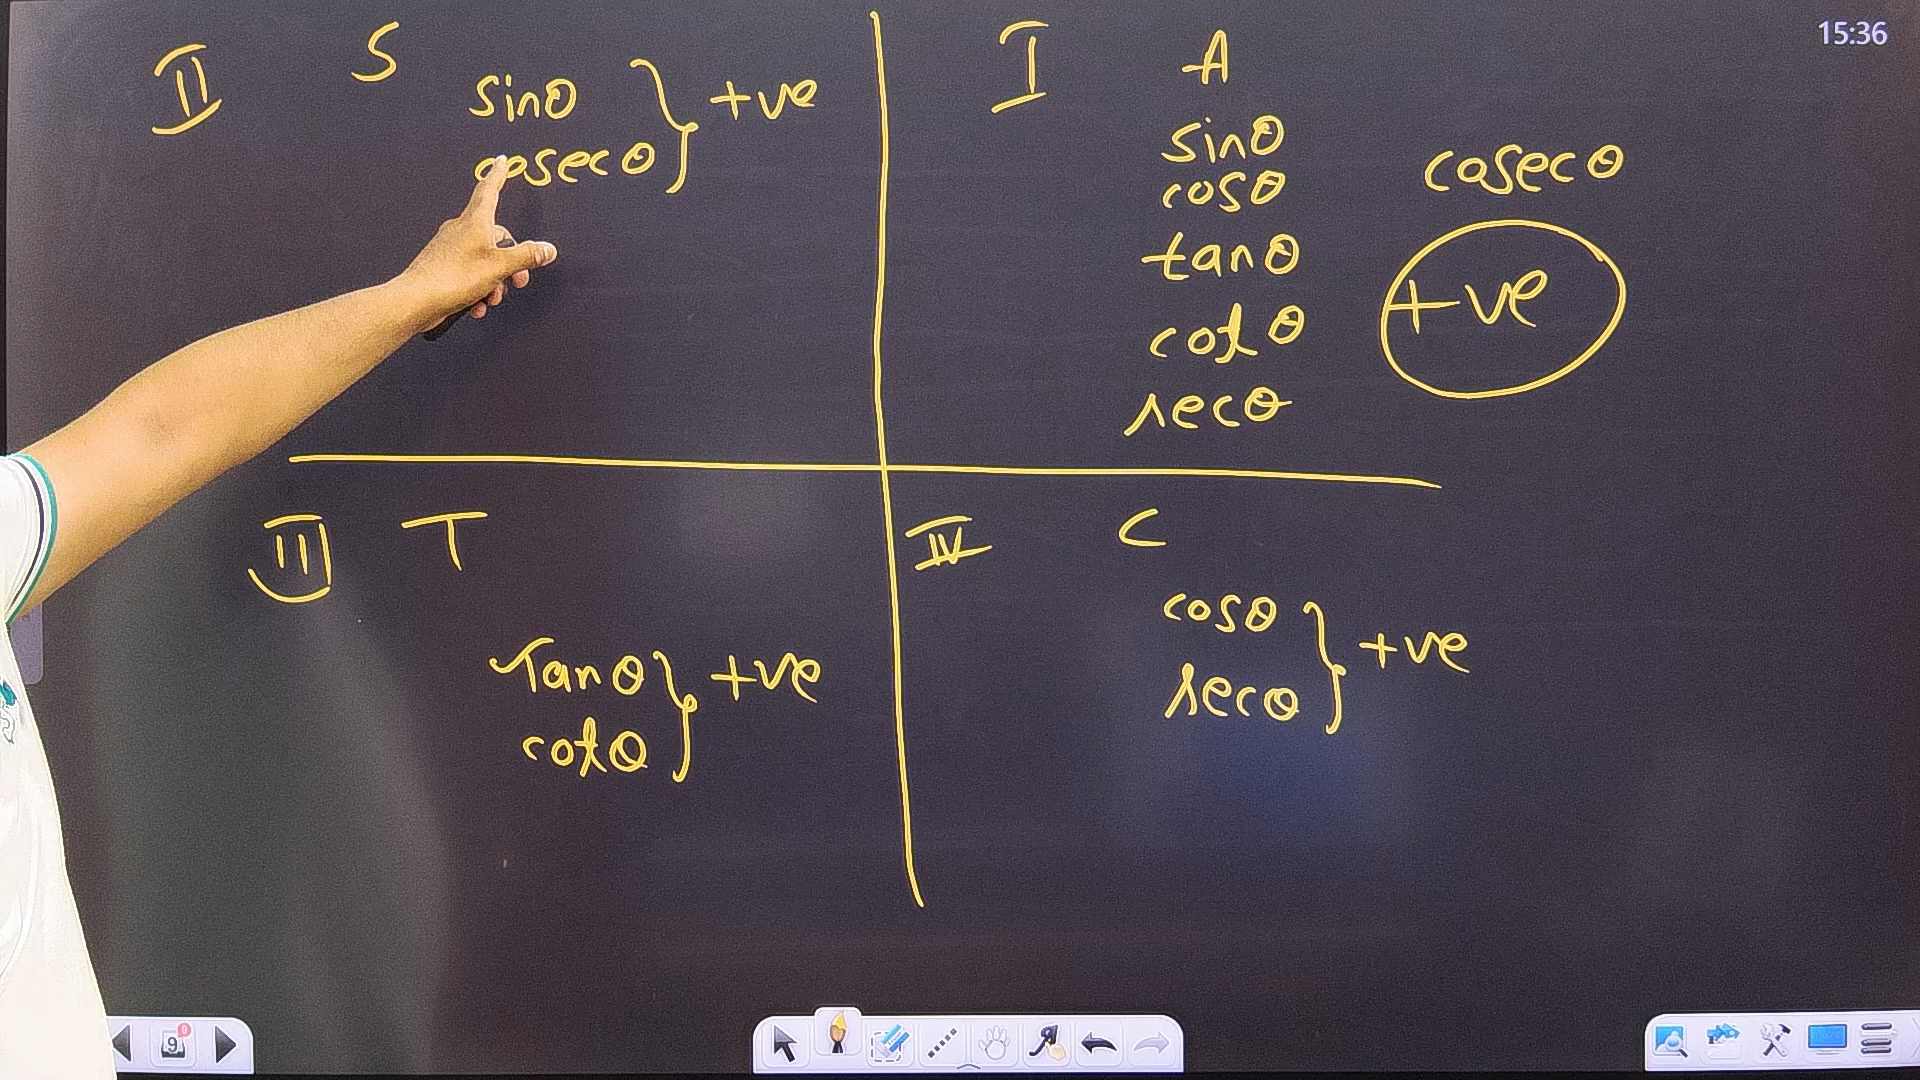 15:36
II S
sinθ
cosecθ } +ve
I A
sinθ
cosθ
tanθ
cotθ
secθ
cosecθ
+ve
III T
Tanθ
cotθ } +ve
IV C
cosθ
secθ } +ve
9